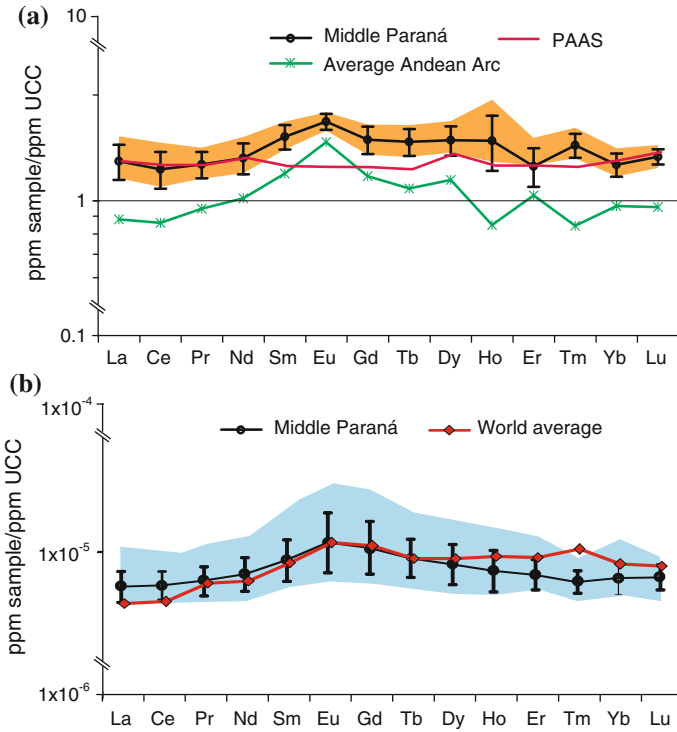 (a)
10
Middle Paraná
PAAS
Average Andean Arc
ppm sample/ppm UCC
1
0.1
La Ce Pr Nd Sm Eu Gd Tb Dy Ho Er Tm Yb Lu
(b)
1x10-4
Middle Paraná
World average
ppm sample/ppm UCC
1x10-5
1x10-6
La Ce Pr Nd Sm Eu Gd Tb Dy Ho Er Tm Yb Lu